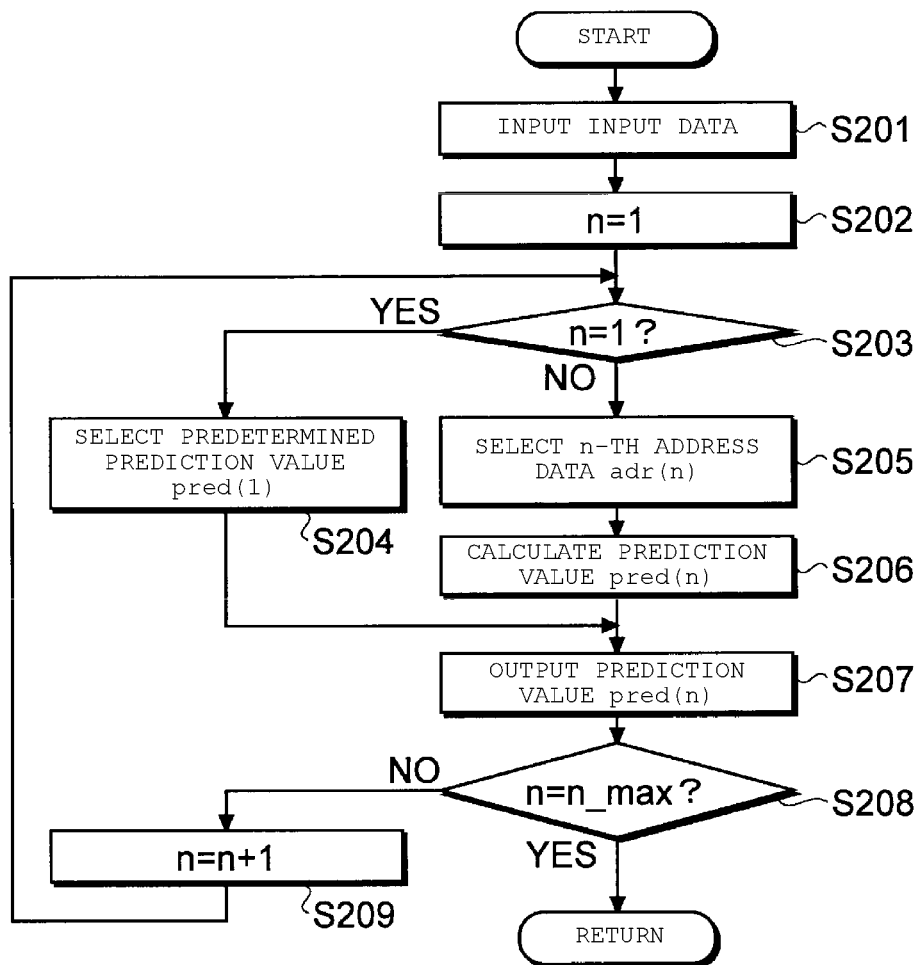 START
INPUT INPUT DATA
S201
n=1
S202
YES
n=1?
S203
NO
SELECT PREDETERMINED
PREDICTION VALUE
pred(1)
S204
SELECT n-TH ADDRESS
DATA adr(n)
S205
CALCULATE PREDICTION
VALUE pred(n)
S206
OUTPUT PREDICTION
VALUE pred(n)
S207
NO
n=n_max?
S208
YES
n=n+1
S209
RETURN